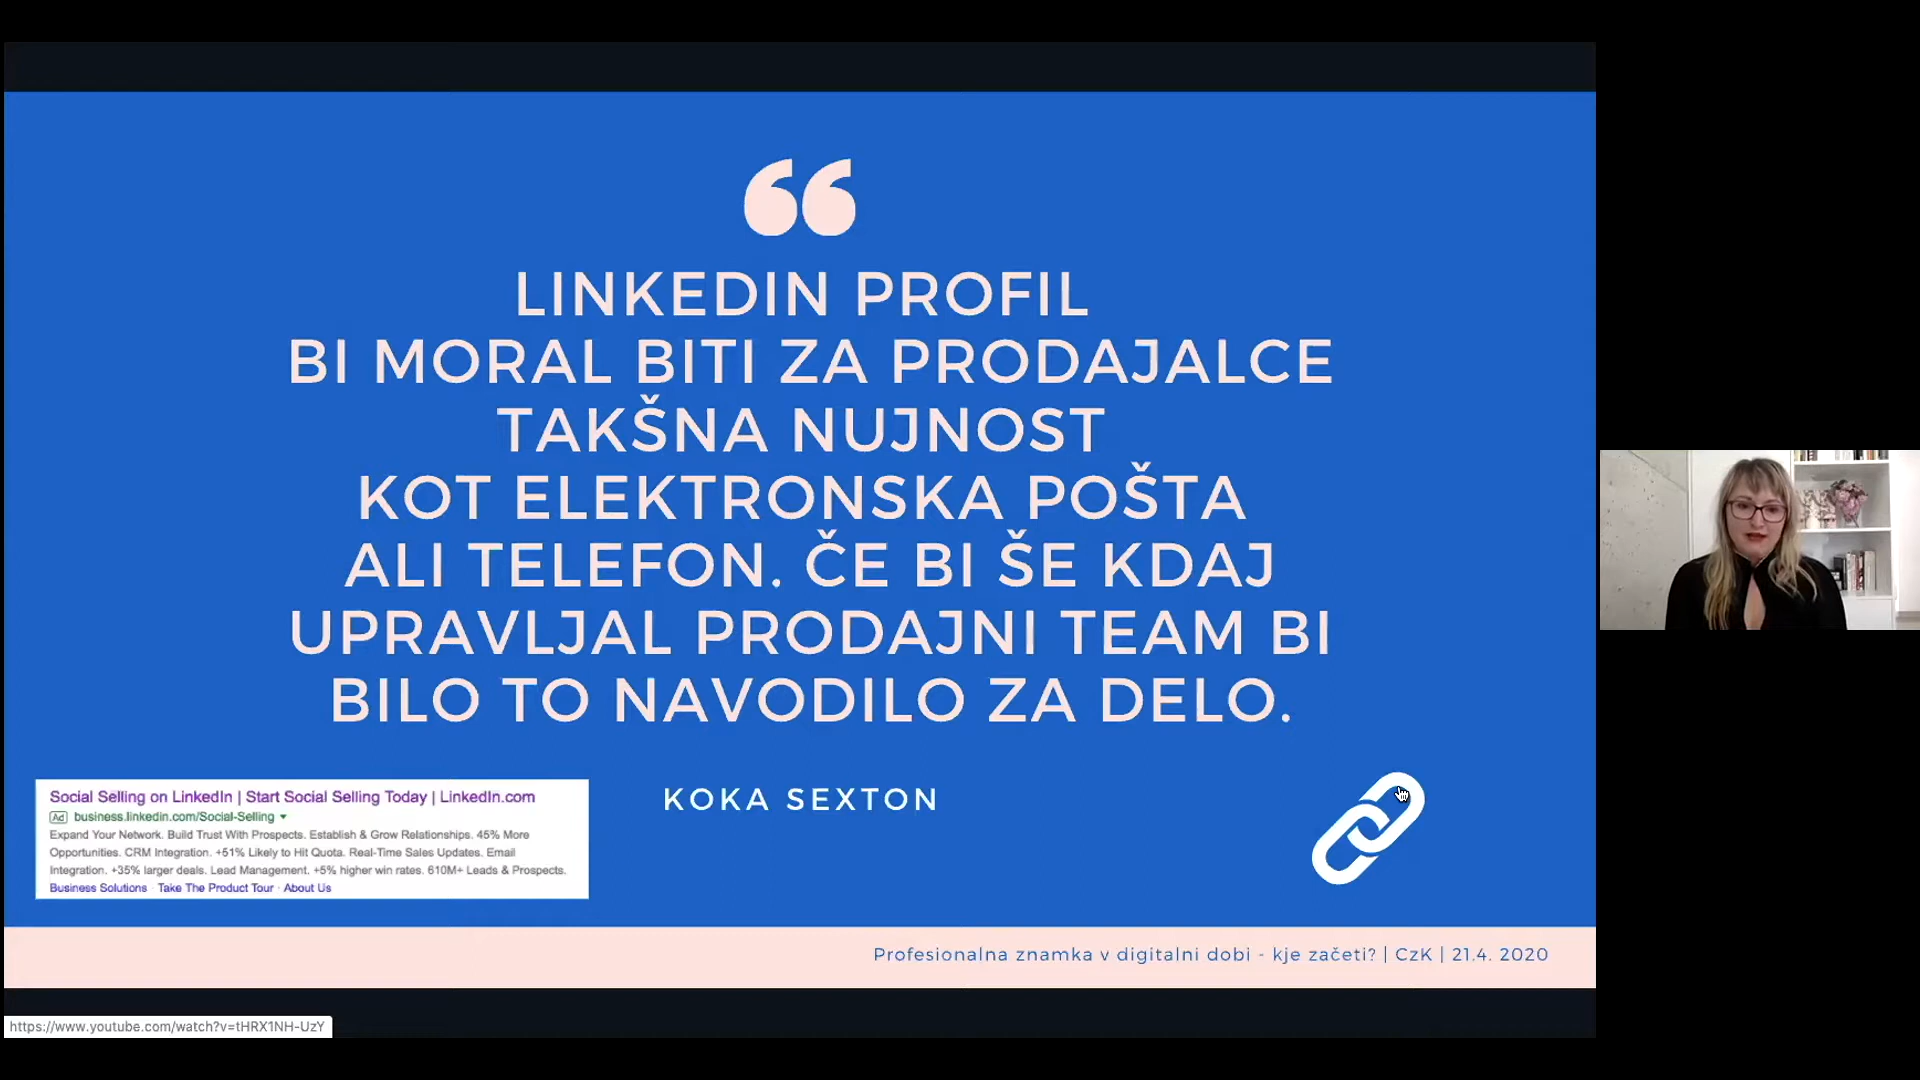 LINKEDIN PROFIL
BI MORAL BITI ZA PRODAJALCE
TAKŠNA NUJNOST
KOT ELEKTRONSKA POŠTA
ALI TELEFON. ČE BI ŠE KDAJ
UPRAVLJAL PRODAJNI TEAM BI
BILO TO NAVODILO ZA DELO.
KOKA SEXTON
Social Selling on LinkedIn | Start Social Selling Today | LinkedIn.com
Ad business.linkedin.com/Social-Selling
Expand Your Network. Build Trust With Prospects. Establish & Grow Relationships. 45% More
Opportunities. CRM Integration. +51% Likely to Hit Quota. Real-Time Sales Updates. Email
Integration. +35% larger deals. Lead Management. +5% higher win rates. 610M+ Leads & Prospects.
Business Solutions · Take The Product Tour · About Us
Profesionalna znamka v digitalni dobi - kje začeti? | CzK | 21.4. 2020
https://www.youtube.com/watch?v=tHRX1NH-UzY